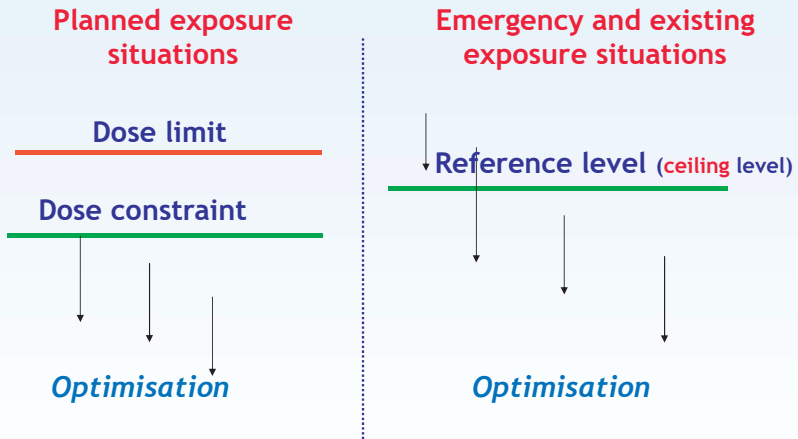 Planned exposure
situations
Dose limit
Dose constraint
Optimisation
Emergency and existing
exposure situations
Reference level (ceiling level)
Optimisation